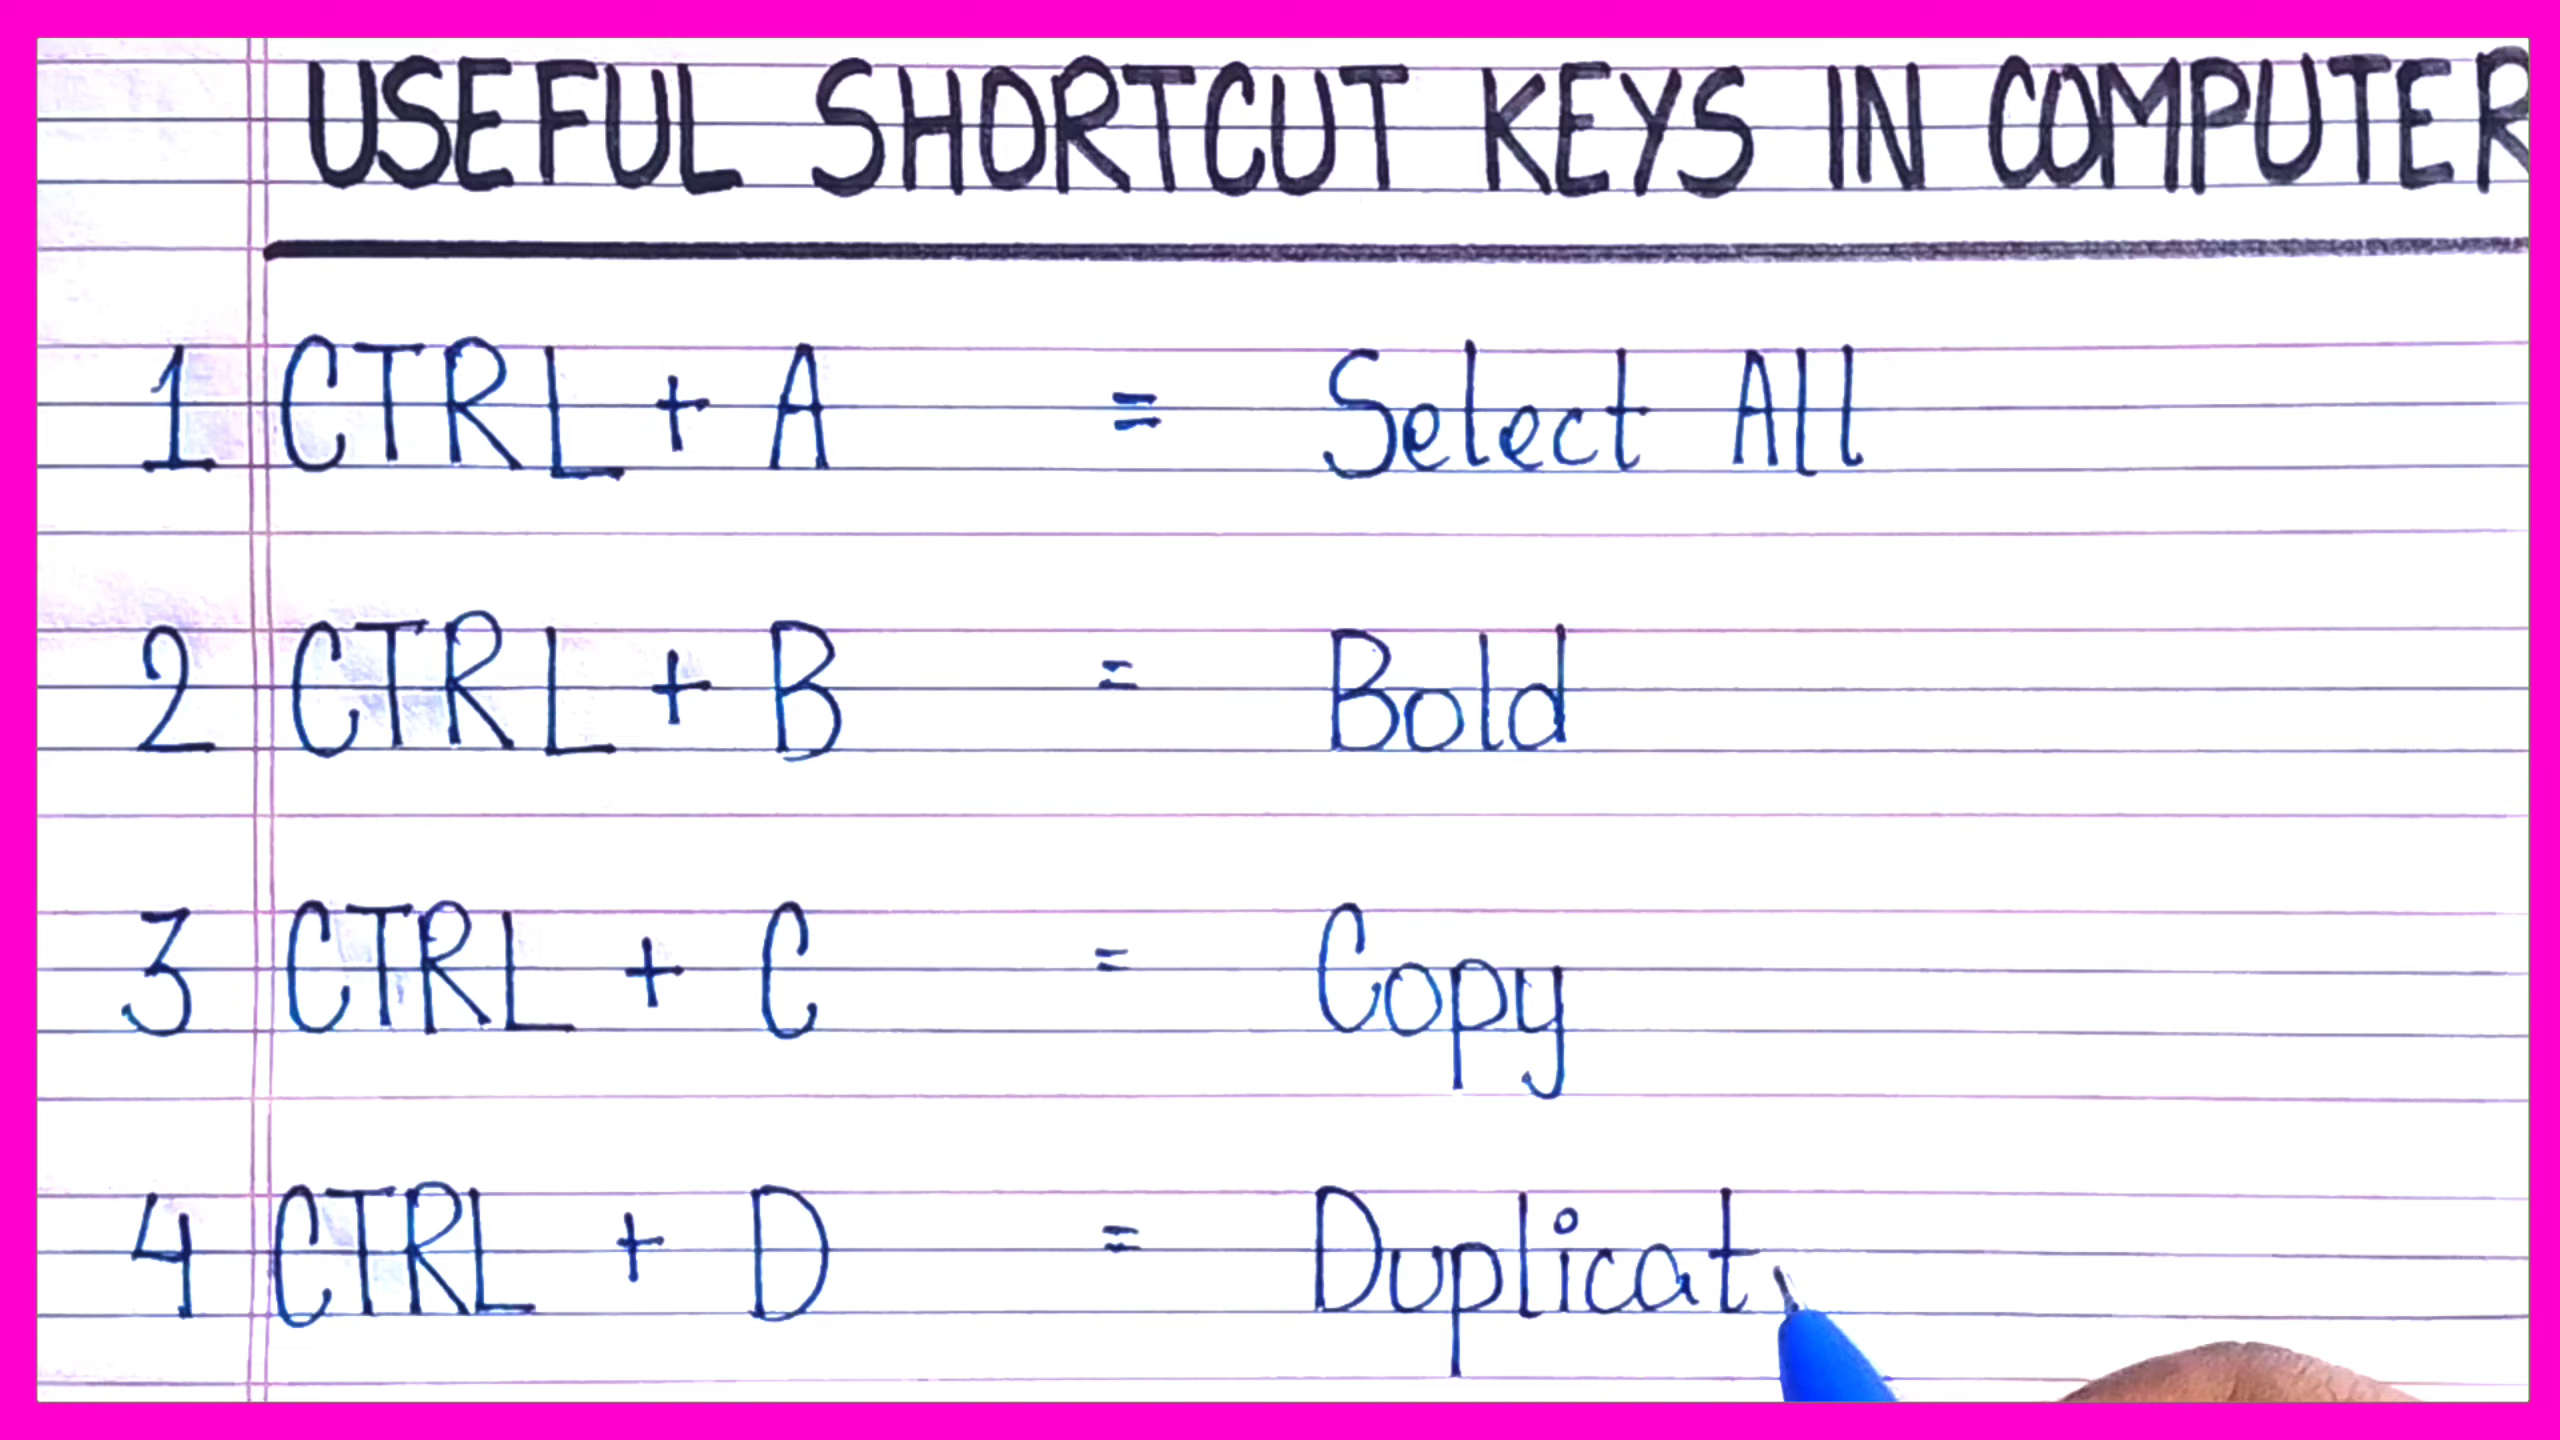 USEFUL SHORTCUT KEYS IN COMPUTER
1 CTRL + A = Select All
2 CTRL + B = Bold
3 CTRL + C = Copy
4 CTRL + D = Duplicat